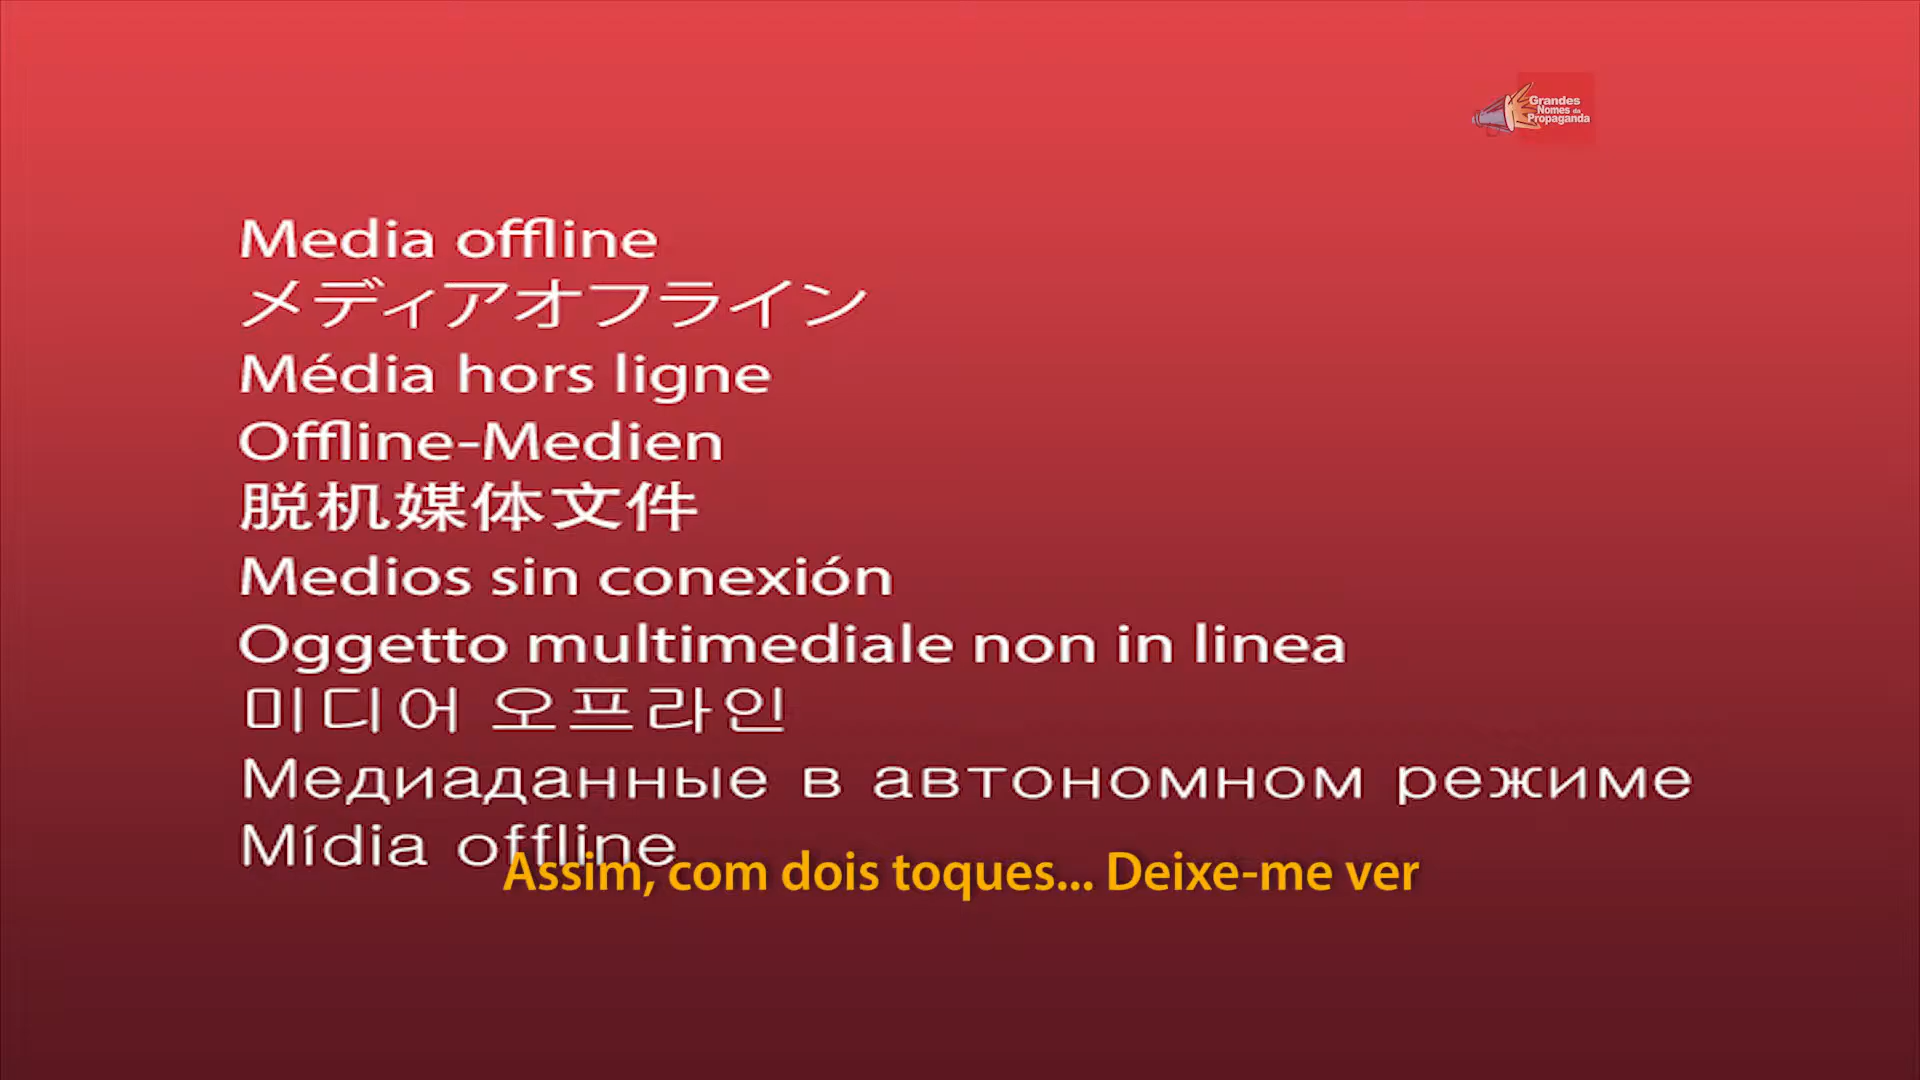 Grandes
Nomes da
Propaganda
Media offline
メディアオフライン
Média hors ligne
Offline-Medien
脱机媒体文件
Medios sin conexión
Oggetto multimediale non in linea
미디어 오프라인
Медиаданные в автономном режиме
Mídia offline
Assim, com dois toques... Deixe-me ver